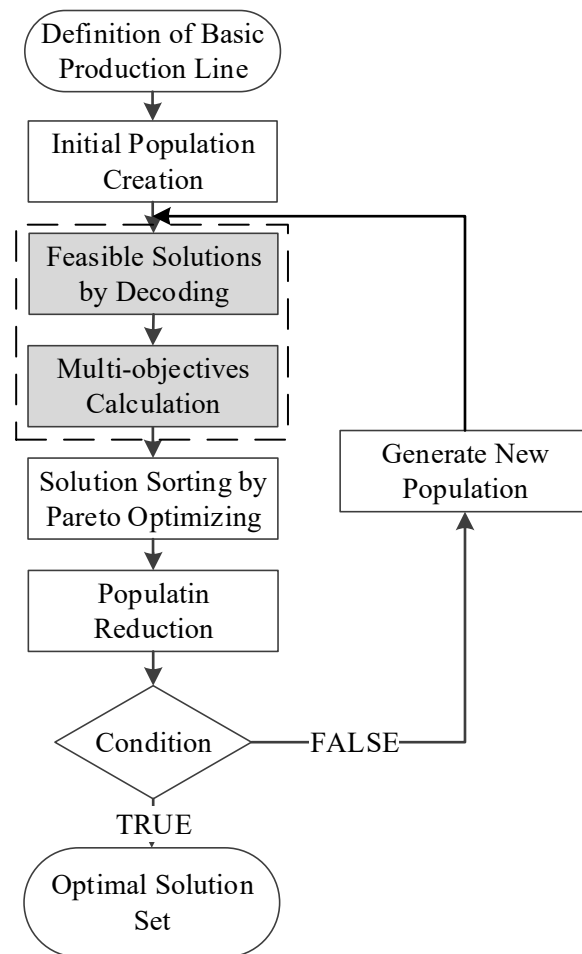 Definition of Basic
Production Line
Initial Population
Creation
Feasible Solutions
by Decoding
Multi-objectives
Calculation
Solution Sorting by
Pareto Optimizing
Populatin
Reduction
Condition
FALSE
Generate New
Population
TRUE
Optimal Solution
Set